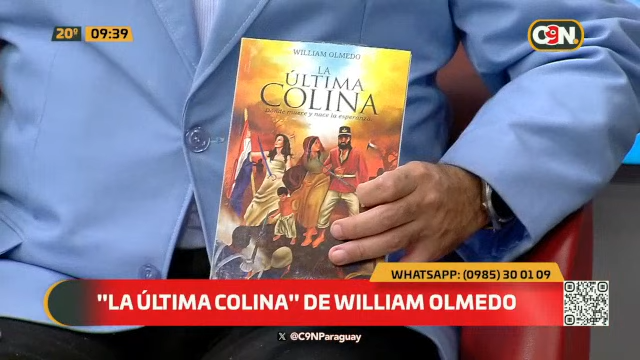 20º 09:39
C9N
WILLIAM OLMEDO
LA
ÚLTIMA
COLINA
Donde muere y nace la esperanza
WHATSAPP: (0985) 30 01 09
"LA ÚLTIMA COLINA" DE WILLIAM OLMEDO
X @C9NParaguay/